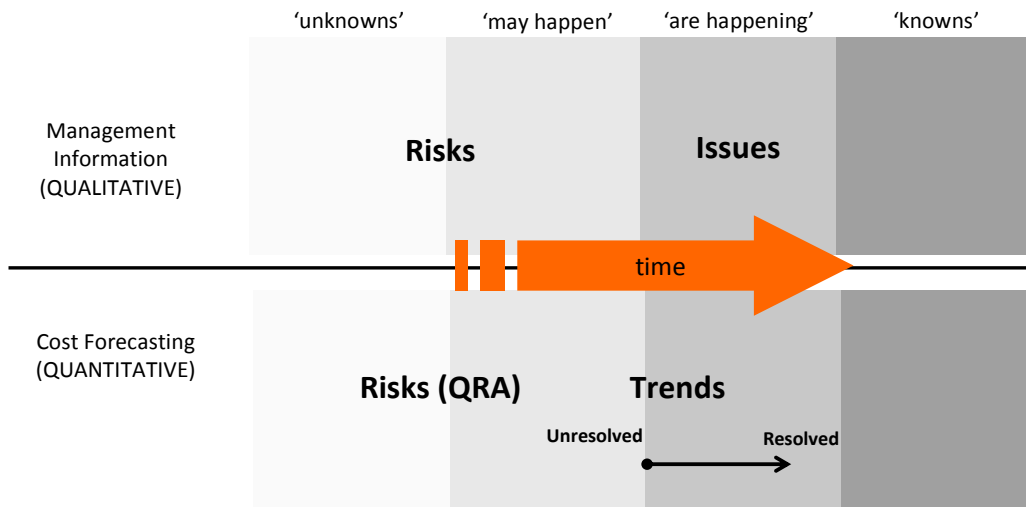 ‘unknowns’
‘may happen’
‘are happening’
‘knowns’
Management
Information
(QUALITATIVE)
Risks
Issues
time
Cost Forecasting
(QUANTITATIVE)
Risks (QRA)
Trends
Unresolved
Resolved